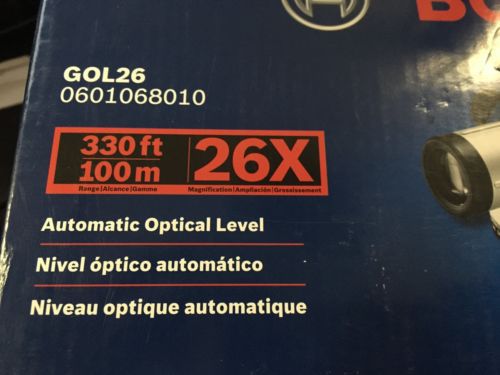 BO
GOL26
0601068010
330 ft
100 m
Range|Alcance|Gamme
26X
Magnification|Ampliación|Grossissement
Automatic Optical Level
Nivel óptico automático
Niveau optique automatique